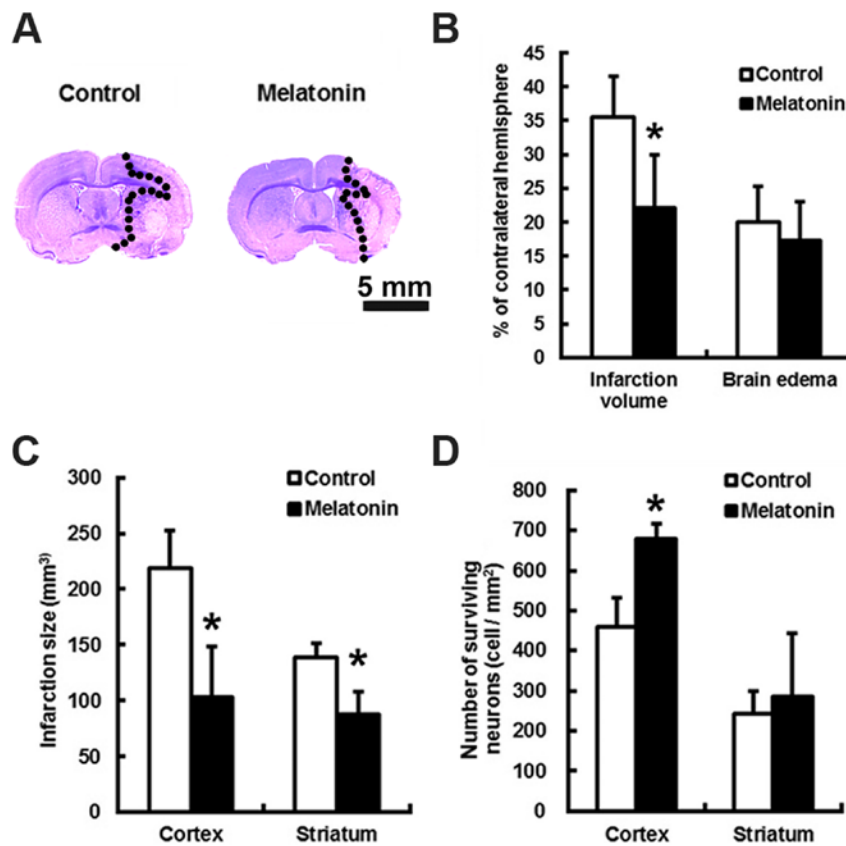 A
Control
Melatonin
5 mm
B
% of contralateral hemisphere
45
40
35
30
25
20
15
10
5
0
Control
Melatonin
*
Infarction
volume
Brain edema
C
Infarction size (mm³⁾
300
250
200
150
100
50
0
Control
Melatonin
*
*
Cortex
Striatum
D
Number of surviving
neurons (cell / mm²)
800
700
600
500
400
300
200
100
0
Control
Melatonin
*
Cortex
Striatum